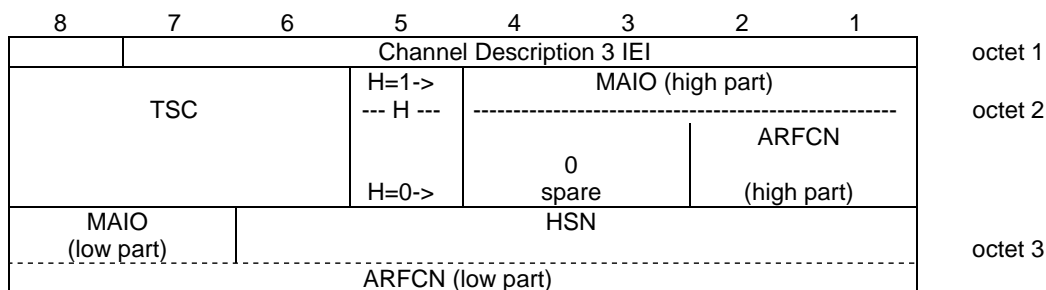 8 7 6 5 4 3 2 1
Channel Description 3 IEI octet 1
H=1-> MAIO (high part)
TSC --- H --- ---------------------------------------------------- octet 2
ARFCN
0
H=0-> spare (high part)
MAIO HSN
(low part) octet 3
ARFCN (low part)